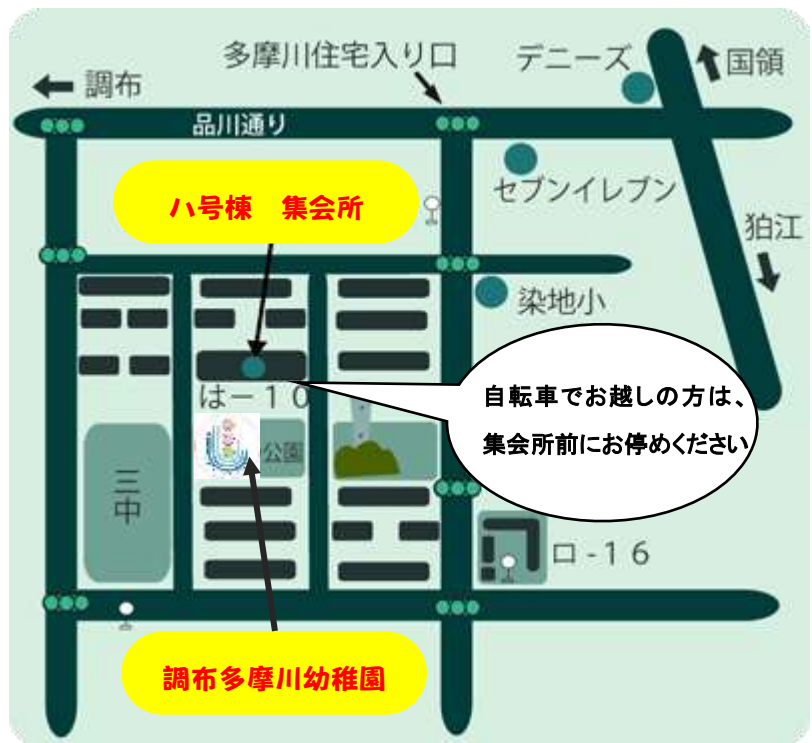 多摩川住宅入り口
デニーズ
国領
調布
品川通り
セブンイレブン
ハ号棟 集会所
狛江
染地小
は－10
自転車でお越しの方は、
集会所前にお停めください
公園
三中
ロ-16
調布多摩川幼稚園